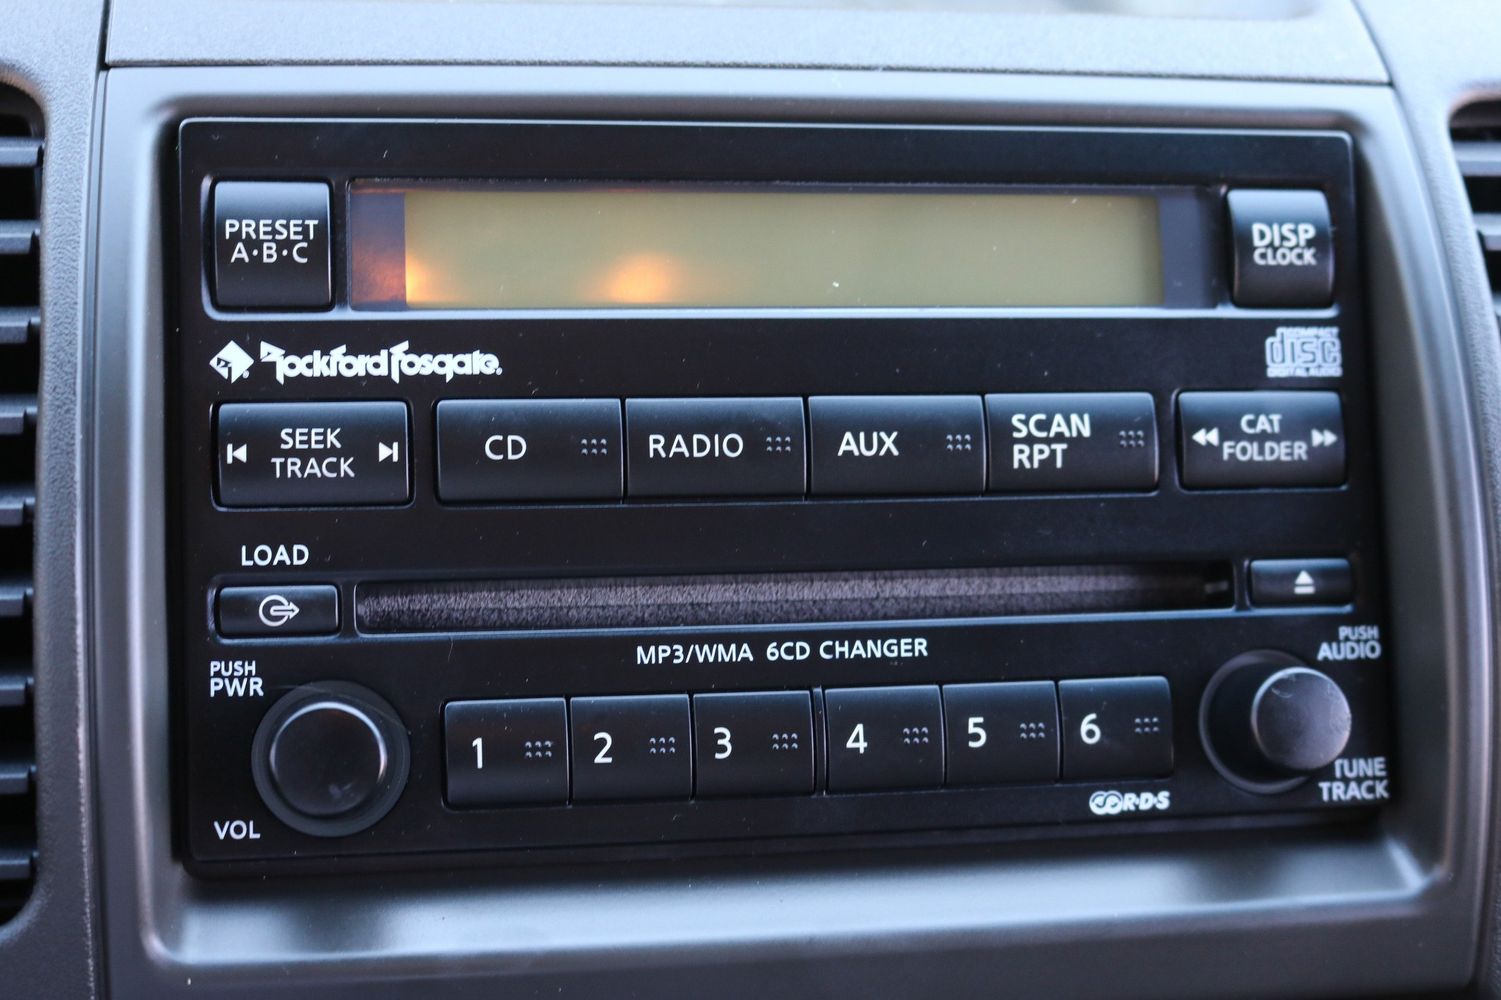 PRESET
A·B·C
DISP
CLOCK
Rockford Fosgate.
COMPACT
disc
DIGITAL AUDIO
SEEK
TRACK
CD
RADIO
AUX
SCAN
RPT
CAT
FOLDER
LOAD
MP3/WMA 6CD CHANGER
PUSH
PWR
VOL
1
2
3
4
5
6
R·D·S
PUSH
AUDIO
TUNE
TRACK